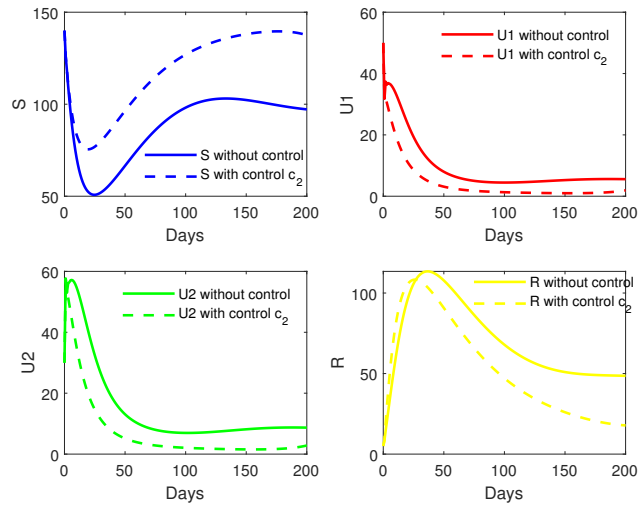 150
100
50
S
0
50
100
150
200
Days
S without control
S with control c2
60
40
20
0
U1
0
50
100
150
200
Days
U1 without control
U1 with control c2
60
40
20
0
U2
0
50
100
150
200
Days
U2 without control
U2 with control c2
100
50
0
R
0
50
100
150
200
Days
R without control
R with control c2